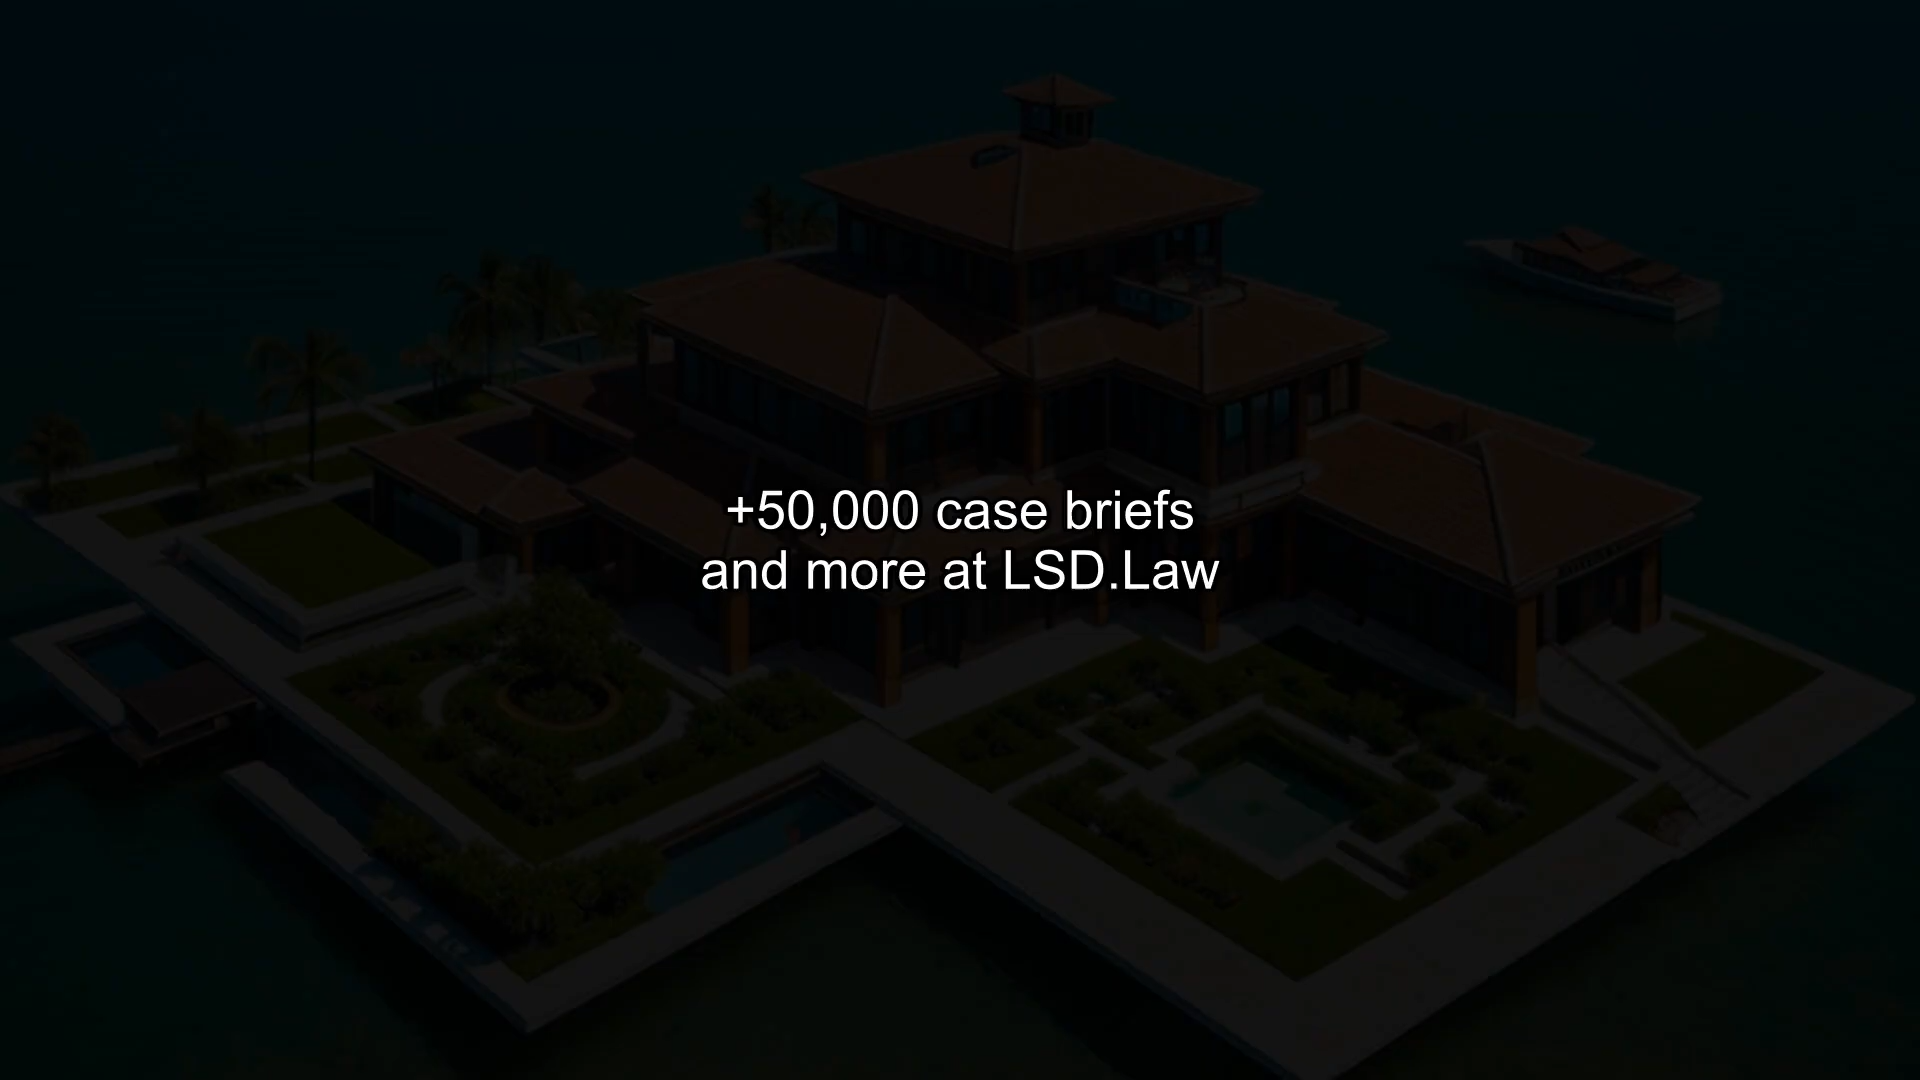 +50,000 case briefs
and more at LSD.Law